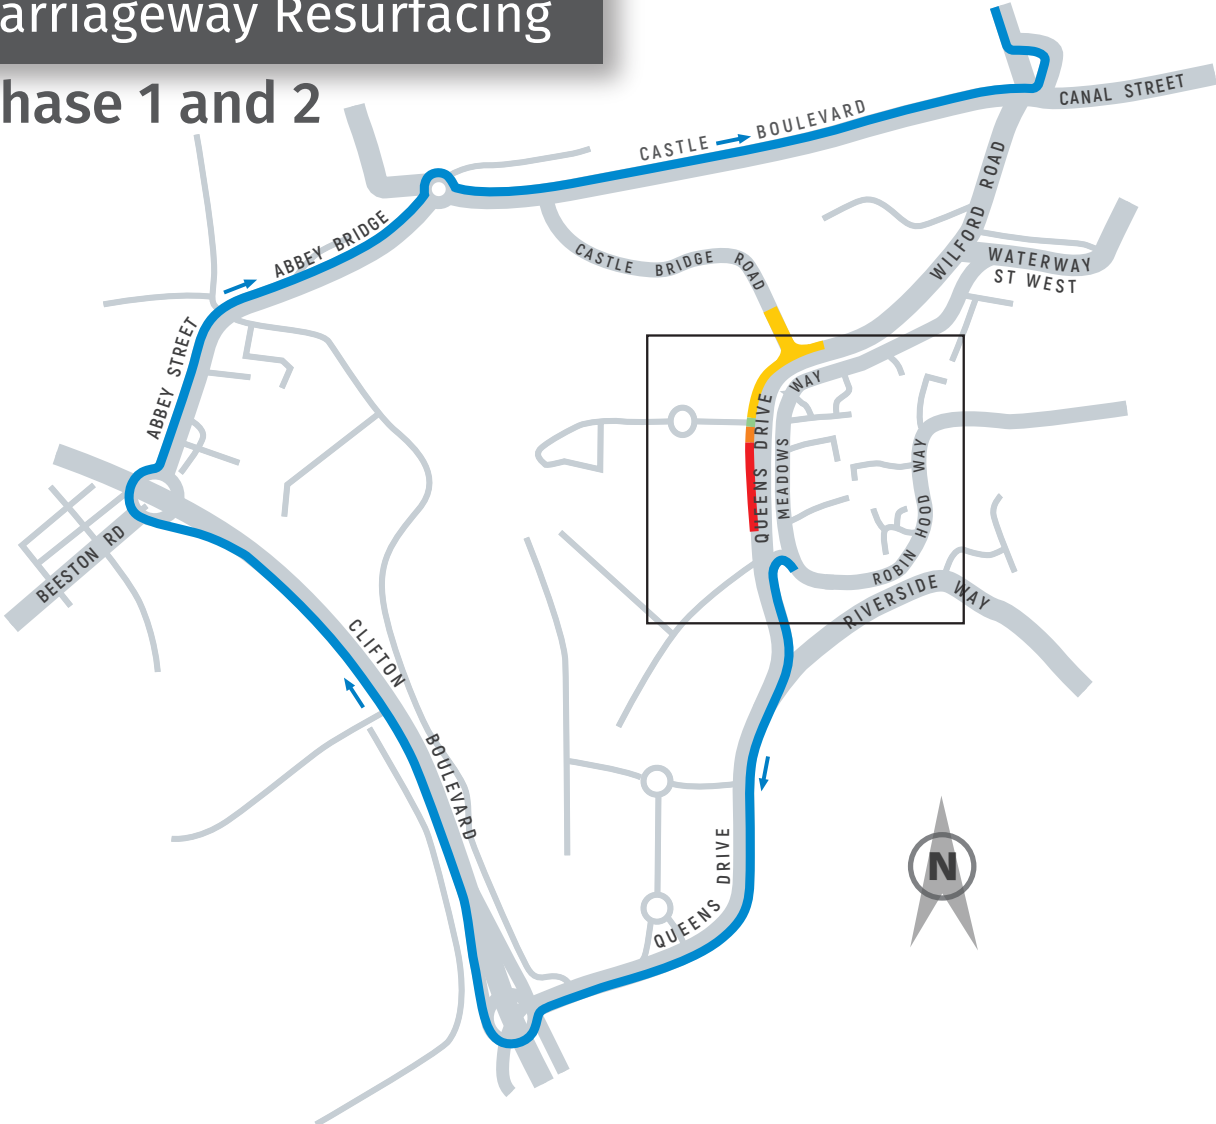 arriageway Resurfacing
hase 1 and 2
CANAL STREET
CASTLE BOULEVARD
WILFORD ROAD
ABBEY BRIDGE
CASTLE BRIDGE ROAD
WATERWAY
ST WEST
ABBEY STREET
QUEENS DRIVE
MEADOWS WAY
ROBIN HOOD WAY
BEESTON RD
RIVERSIDE WAY
CLIFTON BOULEVARD
QUEENS DRIVE
N